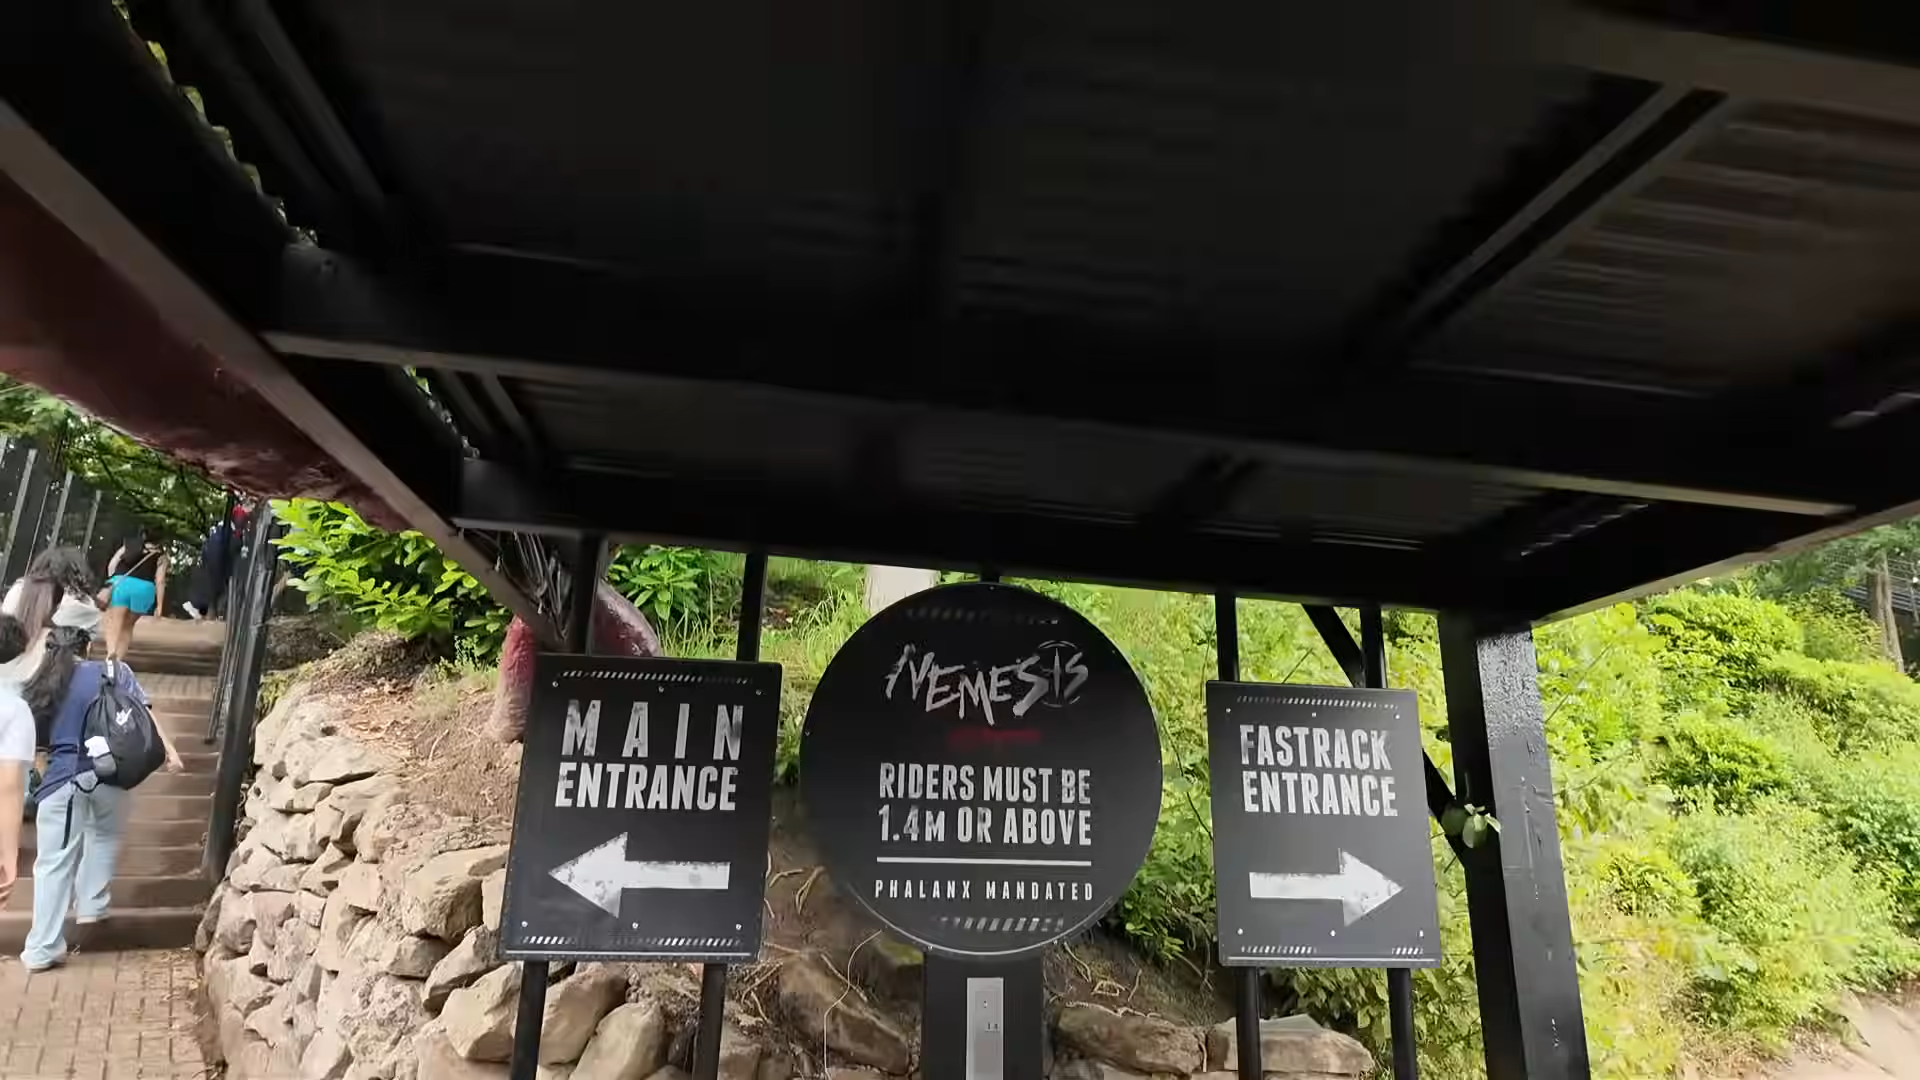 MAIN
ENTRANCE
NEMESIS
RIDERS MUST BE
1.4M OR ABOVE
PHALANX MANDATED
FASTRACK
ENTRANCE